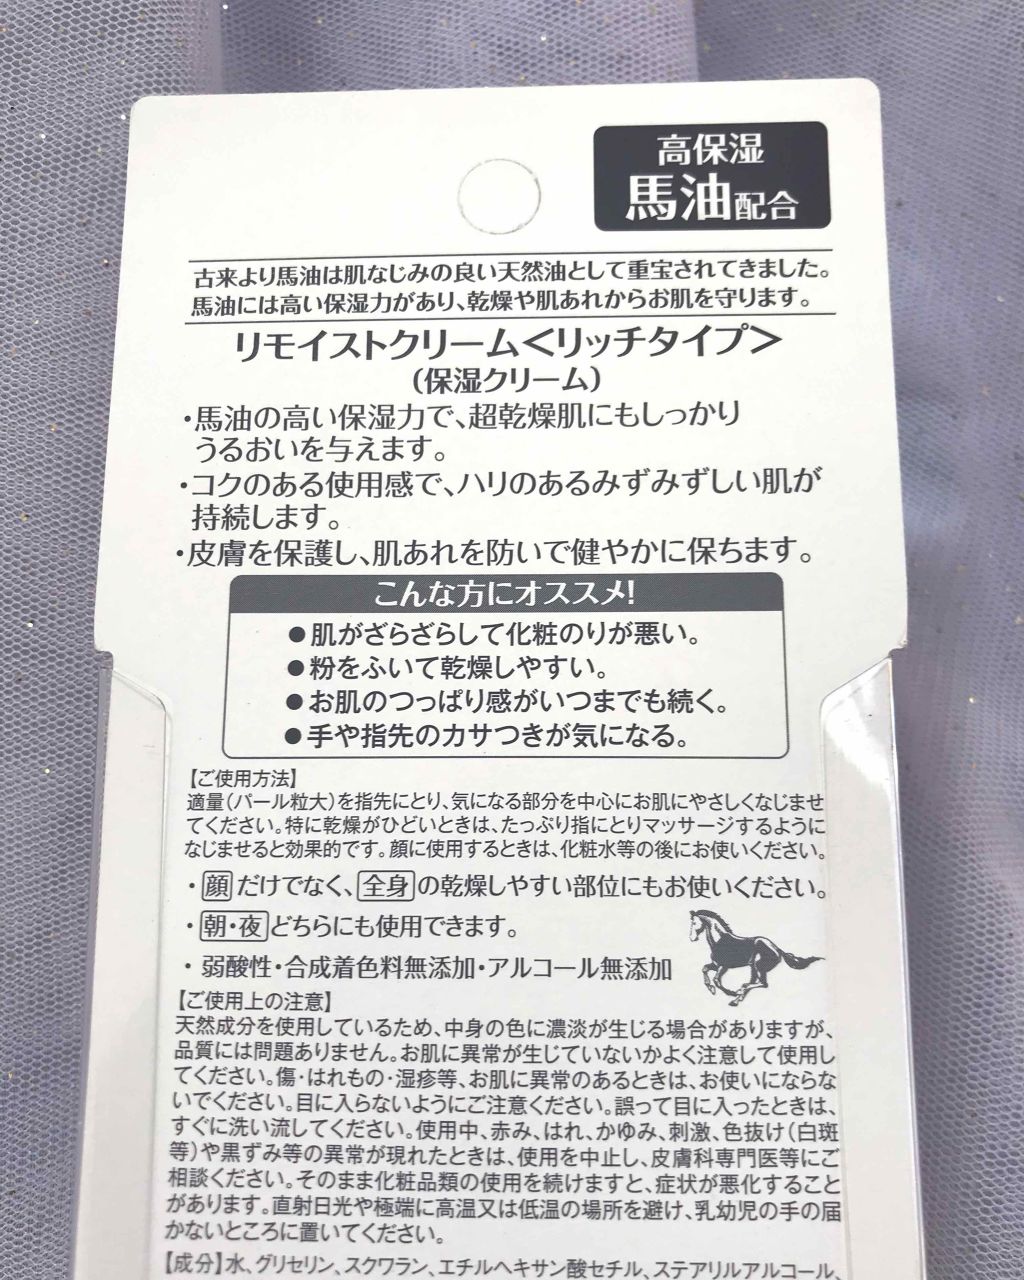 高保湿
馬油配合
古来より馬油は肌なじみの良い天然油として重宝されてきました。
馬油には高い保湿力があり、乾燥や肌あれからお肌を守ります。
リモイストクリーム<リッチタイプ>
(保湿クリーム)
・馬油の高い保湿力で、超乾燥肌にもしっかり
うるおいを与えます。
・コクのある使用感で、ハリのあるみずみずしい肌が
持続します。
・皮膚を保護し、肌あれを防いで健やかに保ちます。
こんな方にオススメ!
●肌がざらざらして化粧のりが悪い。
●粉をふいて乾燥しやすい。
●お肌のつっぱり感がいつまでも続く。
●手や指先のカサつきが気になる。
【ご使用方法】
適量(パール粒大)を指先にとり、気になる部分を中心にお肌にやさしくなじませ
てください。特に乾燥がひどいときは、たっぷり指にとりマッサージするように
なじませると効果的です。顔に使用するときは、化粧水等の後にお使いください。
・顔だけでなく、全身の乾燥しやすい部位にもお使いください。
・朝・夜どちらにも使用できます。
・弱酸性・合成着色料無添加・アルコール無添加
【ご使用上の注意】
天然成分を使用しているため、中身の色に濃淡が生じる場合がありますが、
品質には問題ありません。お肌に異常が生じていないかよく注意して使用し
てください。傷・はれもの・湿疹等、お肌に異常のあるときは、お使いにならな
いでください。目に入らないようにご注意ください。誤って目に入ったときは、
すぐに洗い流してください。使用中、赤み、はれ、かゆみ、刺激、色抜け(白斑
等)や黒ずみ等の異常が現れたときは、使用を中止し、皮膚科専門医等にご
相談ください。そのまま化粧品類の使用を続けますと、症状が悪化すること
があります。直射日光や極端に高温又は低温の場所を避け、乳幼児の手の届
かないところに置いてください。
【成分】水、グリセリン、スクワラン、エチルヘキサン酸セチル、ステアリルアルコール、